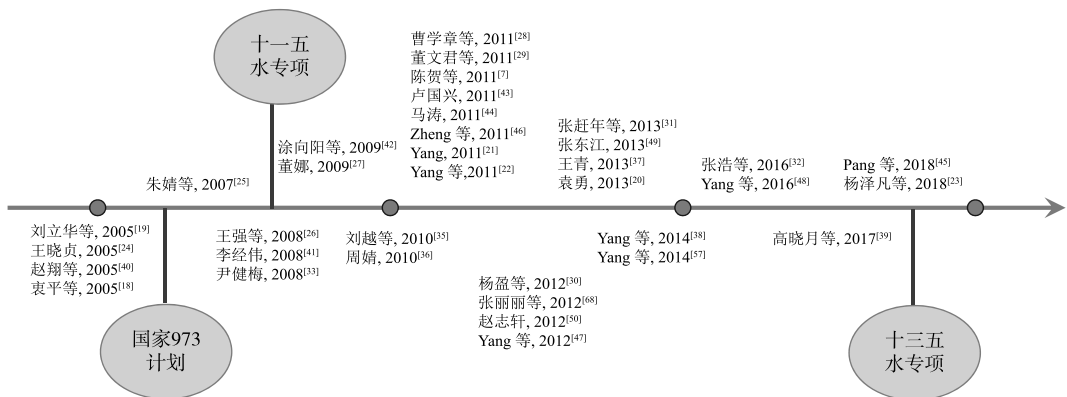 十一五
水专项
曹学章等, 2011[28]
董文君等, 2011[29]
陈贺等, 2011[7]
卢国兴, 2011[43]
马涛, 2011[44]
Zheng 等, 2011[46]
Yang, 2011[21]
Yang 等,2011[22]
涂向阳等, 2009[42]
董娜, 2009[27]
张赶年等, 2013[31]
张东江, 2013[49]
王青, 2013[37]
袁勇, 2013[20]
朱婧等, 2007[25]
张浩等, 2016[32]
Yang 等, 2016[48]
Pang 等, 2018[45]
杨泽凡等, 2018[23]
刘立华等, 2005[19]
王晓贞, 2005[24]
赵翔等, 2005[40]
衷平等, 2005[18]
王强等, 2008[26]
李经伟, 2008[41]
尹健梅, 2008[33]
刘越等, 2010[35]
周婧, 2010[36]
Yang 等, 2014[38]
Yang 等, 2014[57]
高晓月等, 2017[39]
杨盈等, 2012[30]
张丽丽等, 2012[68]
赵志轩, 2012[50]
Yang 等, 2012[47]
国家973
计划
十三五
水专项